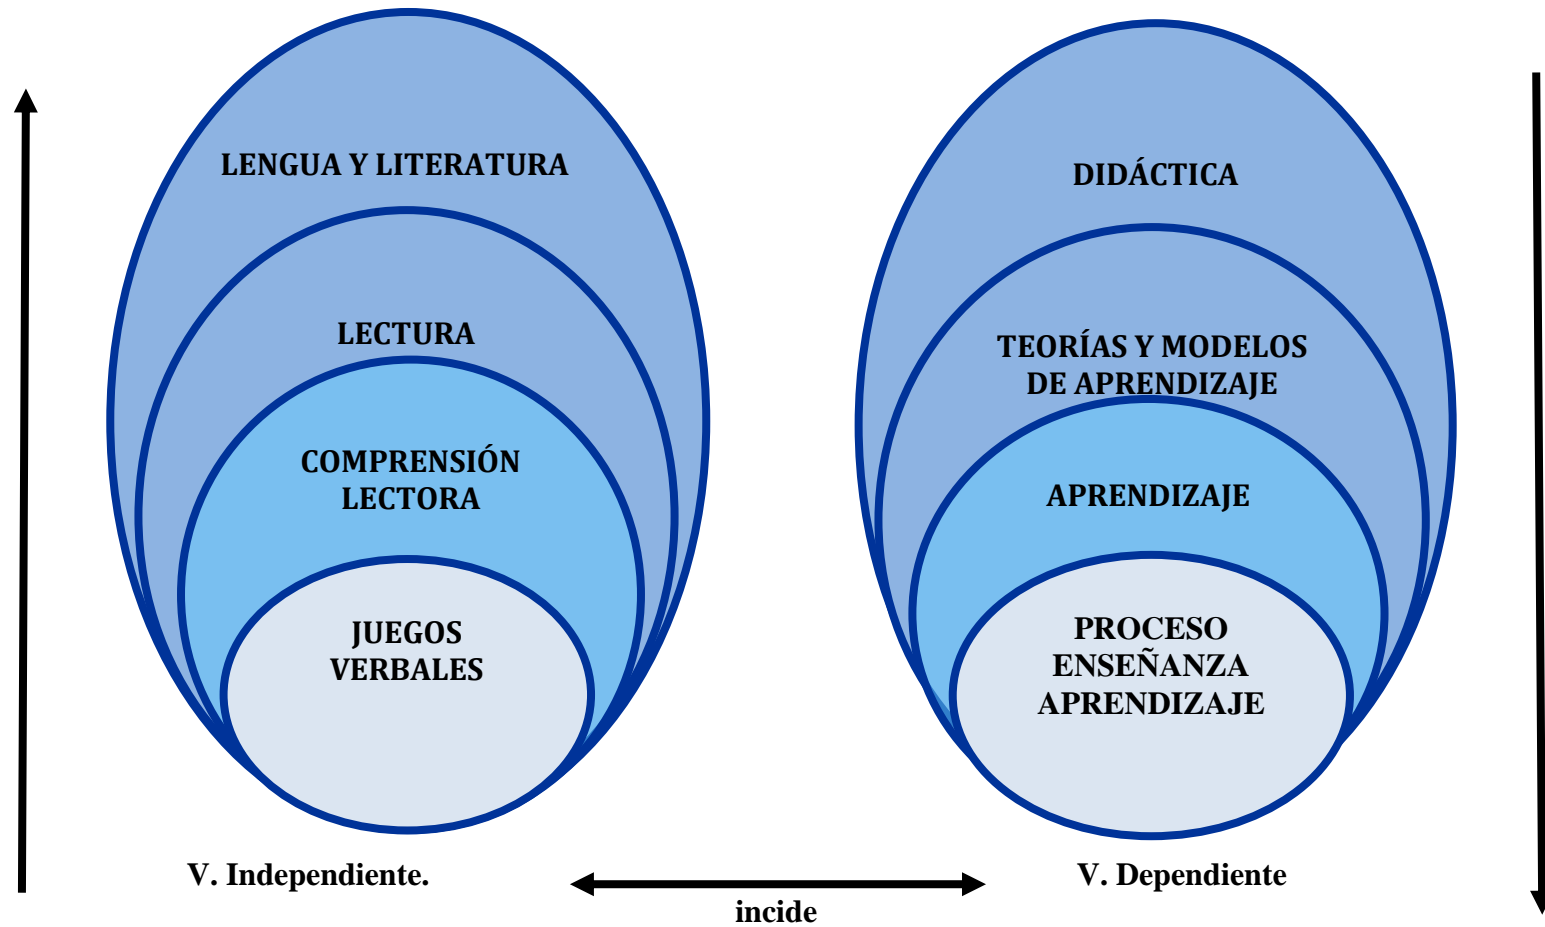 LENGUA Y LITERATURA
LECTURA
COMPRENSIÓN
LECTORA
JUEGOS
VERBALES
V. Independiente.
DIDÁCTICA
TEORÍAS Y MODELOS
DE APRENDIZAJE
APRENDIZAJE
PROCESO
ENSEÑANZA
APRENDIZAJE
V. Dependiente
incide